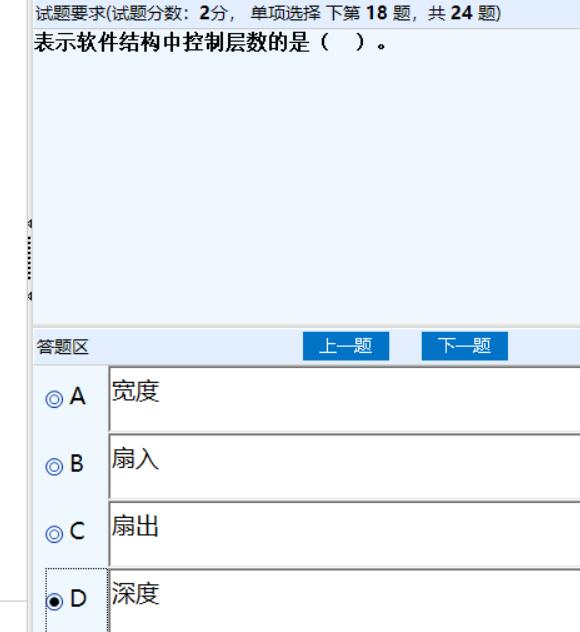 试题要求(试题分数：2分， 单项选择 下第 18 题，共 24 题)
表示软件结构中控制层数的是（　）。
答题区
上一题 下一题
A 宽度
B 扇入
C 扇出
D 深度